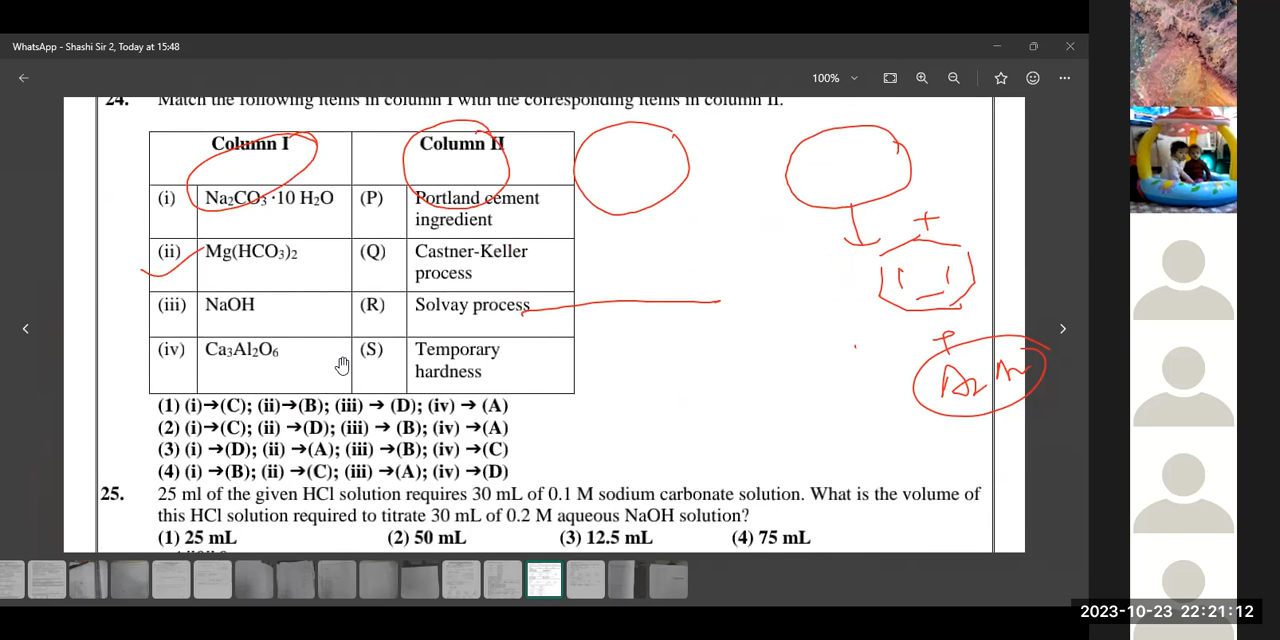 WhatsApp - Shashi Sir 2, Today at 15:48
100%
24. Match the following items in column I with the corresponding items in column II.
Column I Column II
(i) Na₂CO₃·10 H₂O (P) Portland cement
ingredient
(ii) Mg(HCO₃)₂ (Q) Castner-Keller
process
(iii) NaOH (R) Solvay process
(iv) Ca₃Al₂O₆ (S) Temporary
hardness
(1) (i)→(C); (ii)→(B); (iii) → (D); (iv) → (A)
(2) (i)→(C); (ii) →(D); (iii) → (B); (iv) →(A)
(3) (i) →(D); (ii) →(A); (iii) →(B); (iv) →(C)
(4) (i) →(B); (ii) →(C); (iii) →(A); (iv) →(D)
25. 25 ml of the given HCl solution requires 30 mL of 0.1 M sodium carbonate solution. What is the volume of
this HCl solution required to titrate 30 mL of 0.2 M aqueous NaOH solution?
(1) 25 mL (2) 50 mL (3) 12.5 mL (4) 75 mL
2023-10-23 22:21:12